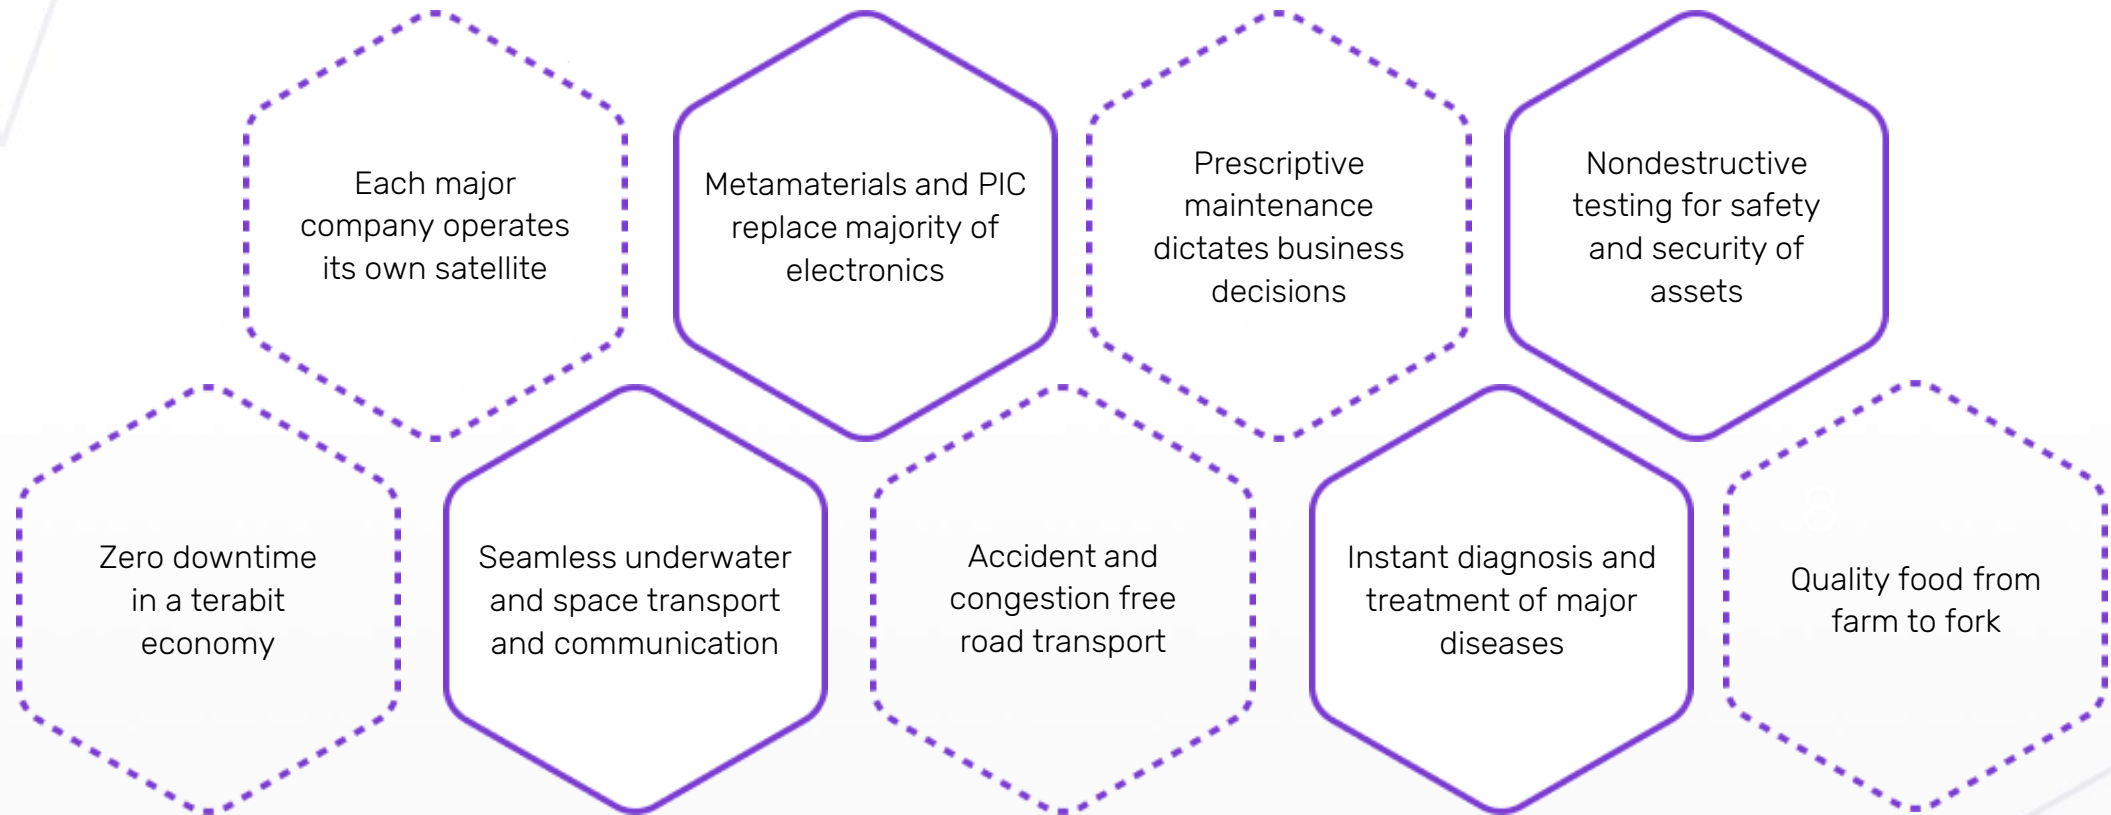 Each major
company operates
its own satellite
Metamaterials and PIC
replace majority of
electronics
Prescriptive
maintenance
dictates business
decisions
Nondestructive
testing for safety
and security of
assets
Zero downtime
in a terabit
economy
Seamless underwater
and space transport
and communication
Accident and
congestion free
road transport
Instant diagnosis and
treatment of major
diseases
8
Quality food from
farm to fork